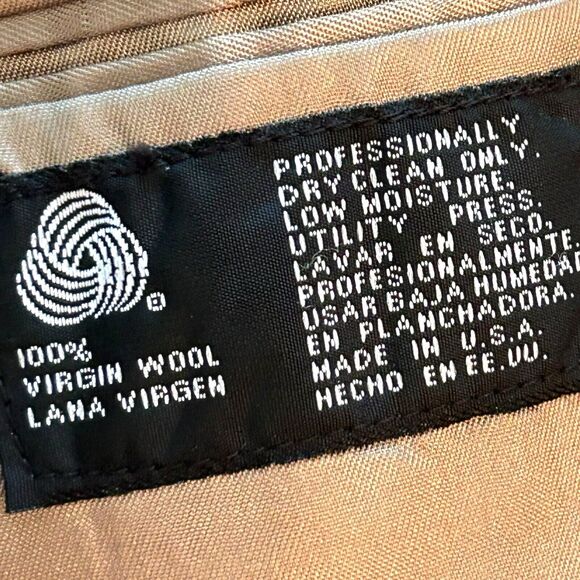 100%
VIRGIN WOOL
LANA VIRGEN
PROFESSIONALLY
DRY CLEAN ONLY.
LOW MOISTURE,
UTILITY PRESS.
LAVAR EN SECO,
PROFESIONALMENTE.
USAR BAJA HUMEDAD
EN PLANCHADORA.
MADE IN U.S.A.
HECHO EN EE.UU.